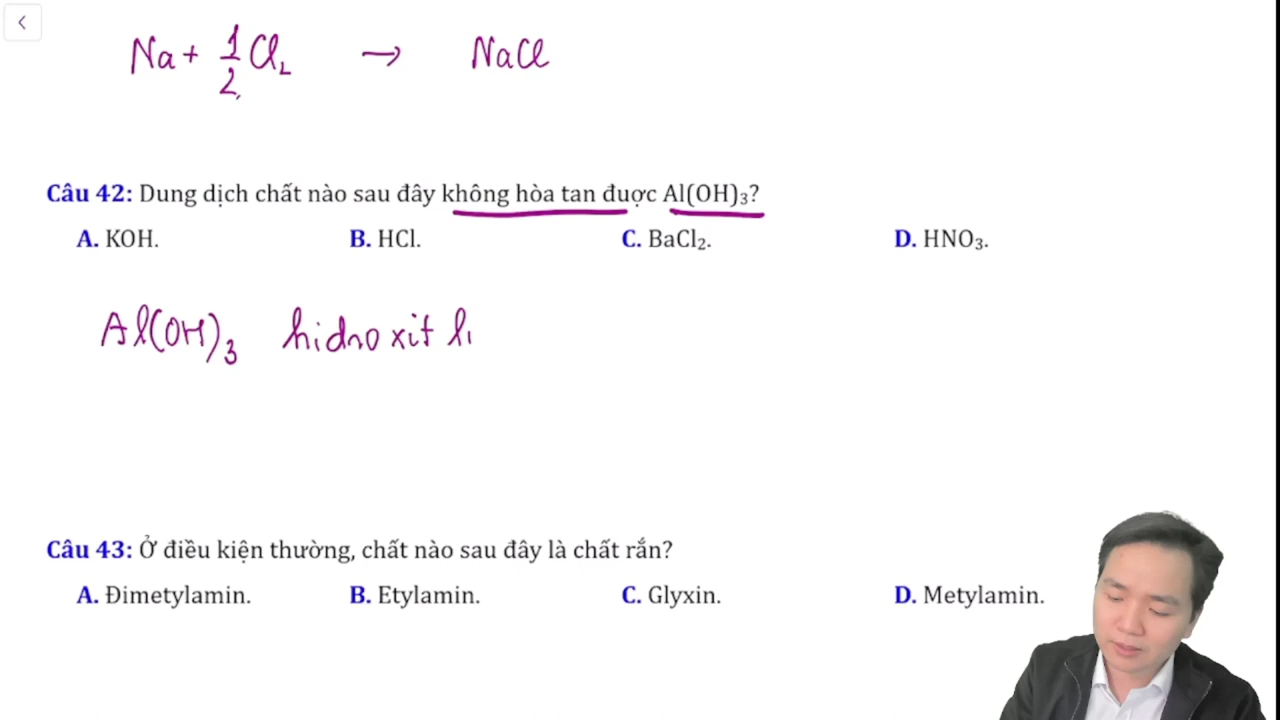 Na + 1/2 Cl₂ → NaCl
Câu 42: Dung dịch chất nào sau đây không hòa tan đuợc Al(OH)₃?
A. KOH. B. HCl. C. BaCl₂. D. HNO₃.
Al(OH)₃ hidroxit l
Câu 43: Ở điều kiện thường, chất nào sau đây là chất rắn?
A. Đimetylamin. B. Etylamin. C. Glyxin. D. Metylamin.